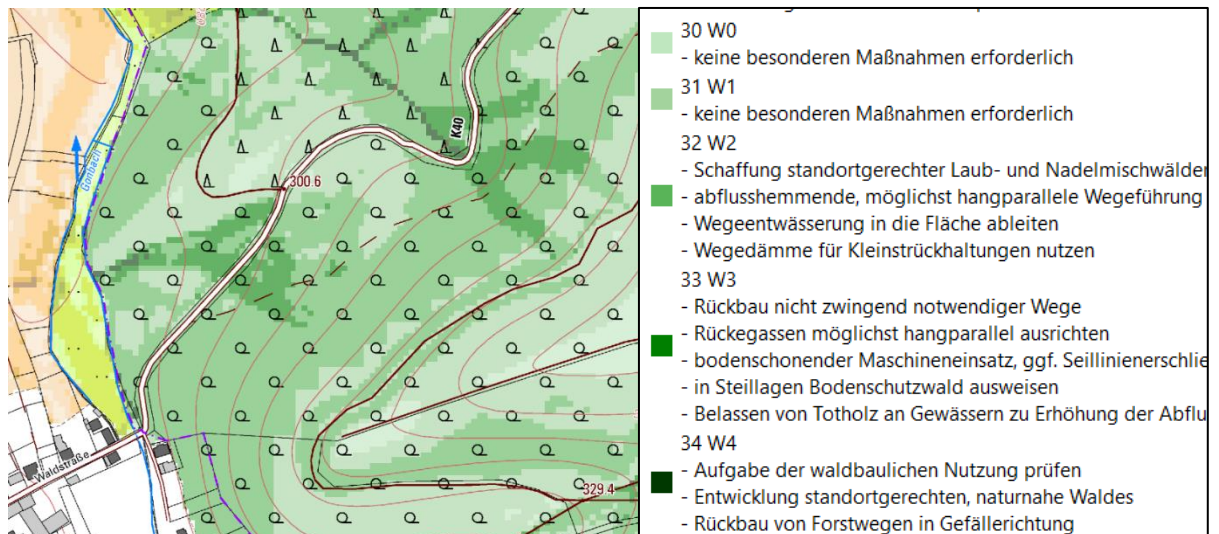 K40
Gonbach
300.6
Waldstraße
329.4
30 W0
- keine besonderen Maßnahmen erforderlich
31 W1
- keine besonderen Maßnahmen erforderlich
32 W2
- Schaffung standortgerechter Laub- und Nadelmischwälder
- abflusshemmende, möglichst hangparallele Wegeführung
- Wegeentwässerung in die Fläche ableiten
- Wegedämme für Kleinstrückhaltungen nutzen
33 W3
- Rückbau nicht zwingend notwendiger Wege
- Rückegassen möglichst hangparallel ausrichten
- bodenschonender Maschineneinsatz, ggf. Seillinienerschlie
- in Steillagen Bodenschutzwald ausweisen
- Belassen von Totholz an Gewässern zu Erhöhung der Abflu
34 W4
- Aufgabe der waldbaulichen Nutzung prüfen
- Entwicklung standortgerechten, naturnahe Waldes
- Rückbau von Forstwegen in Gefällerichtung